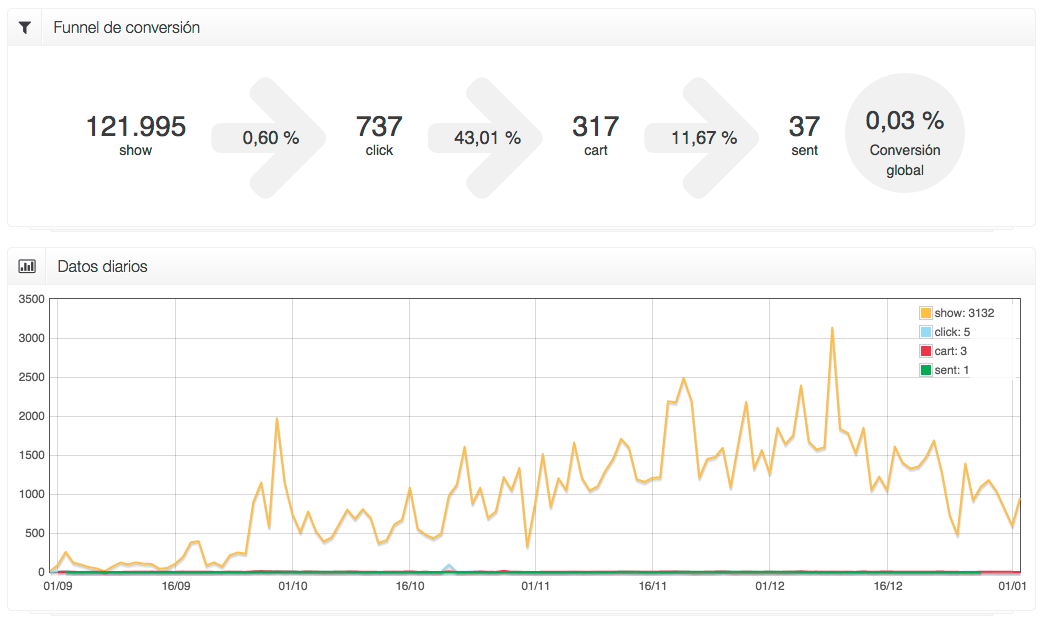 Funnel de conversión
121.995
show
0,60 %
737
click
43,01 %
317
cart
11,67 %
37
sent
0,03 %
Conversión
global
Datos diarios
3500
3000
2500
2000
1500
1000
500
0
show: 3132
click: 5
cart: 3
sent: 1
01/09 16/09 01/10 16/10 01/11 16/11 01/12 16/12 01/01